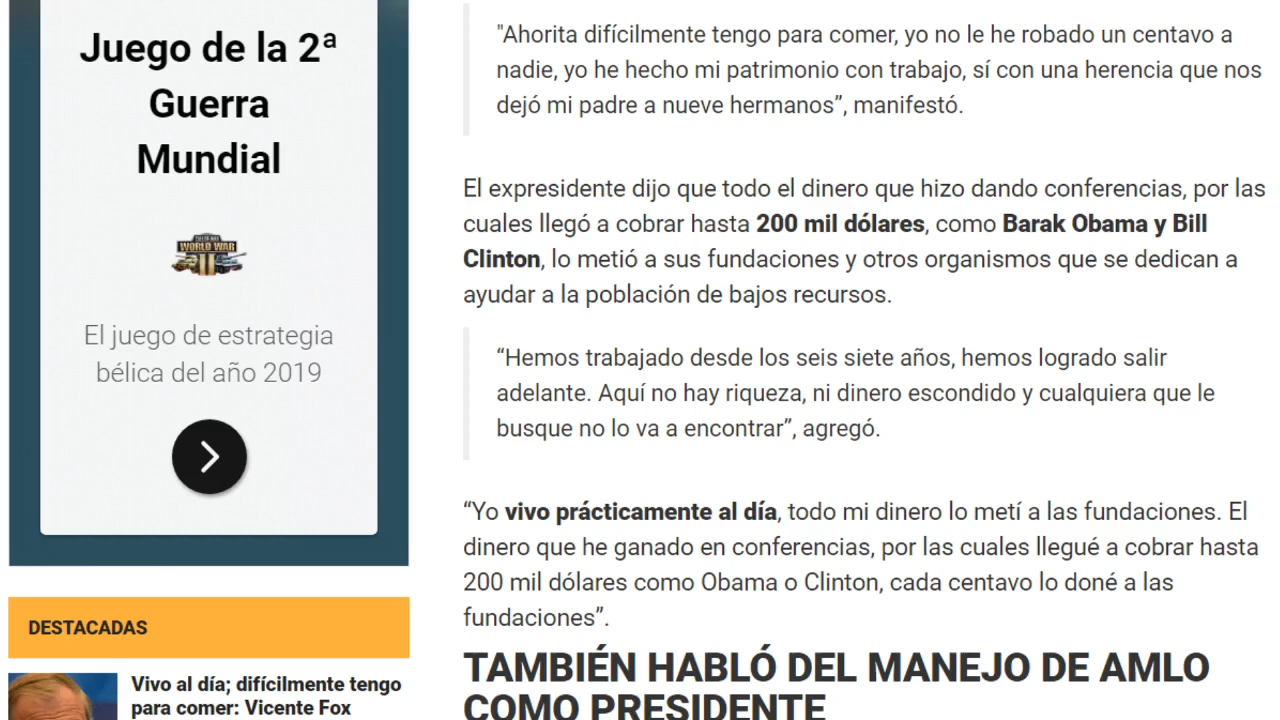 Juego de la 2ª
Guerra
Mundial
WORLD WAR
El juego de estrategia
bélica del año 2019
DESTACADAS
Vivo al día; difícilmente tengo
para comer: Vicente Fox
"Ahorita difícilmente tengo para comer, yo no le he robado un centavo a
nadie, yo he hecho mi patrimonio con trabajo, sí con una herencia que nos
dejó mi padre a nueve hermanos”, manifestó.
El expresidente dijo que todo el dinero que hizo dando conferencias, por las
cuales llegó a cobrar hasta 200 mil dólares, como Barak Obama y Bill
Clinton, lo metió a sus fundaciones y otros organismos que se dedican a
ayudar a la población de bajos recursos.
“Hemos trabajado desde los seis siete años, hemos logrado salir
adelante. Aquí no hay riqueza, ni dinero escondido y cualquiera que le
busque no lo va a encontrar”, agregó.
“Yo vivo prácticamente al día, todo mi dinero lo metí a las fundaciones. El
dinero que he ganado en conferencias, por las cuales llegué a cobrar hasta
200 mil dólares como Obama o Clinton, cada centavo lo doné a las
fundaciones”.
TAMBIÉN HABLÓ DEL MANEJO DE AMLO
COMO PRESIDENTE